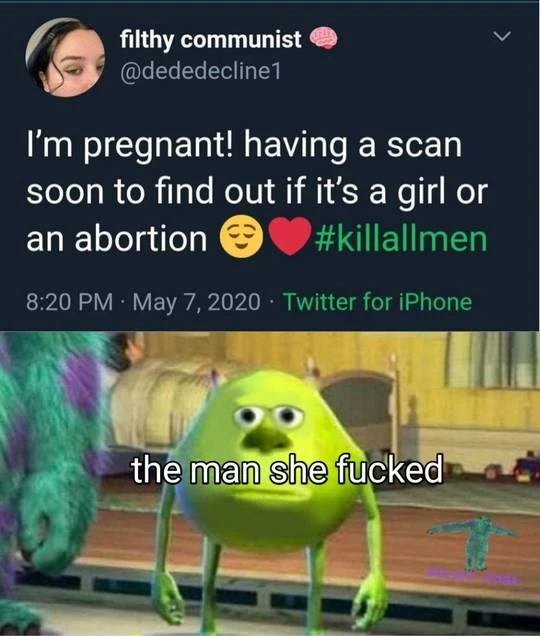 filthy communist 🧠
@dededecline1
I'm pregnant! having a scan
soon to find out if it's a girl or
an abortion 😌❤️#killallmen
8:20 PM · May 7, 2020 · Twitter for iPhone
the man she fucked